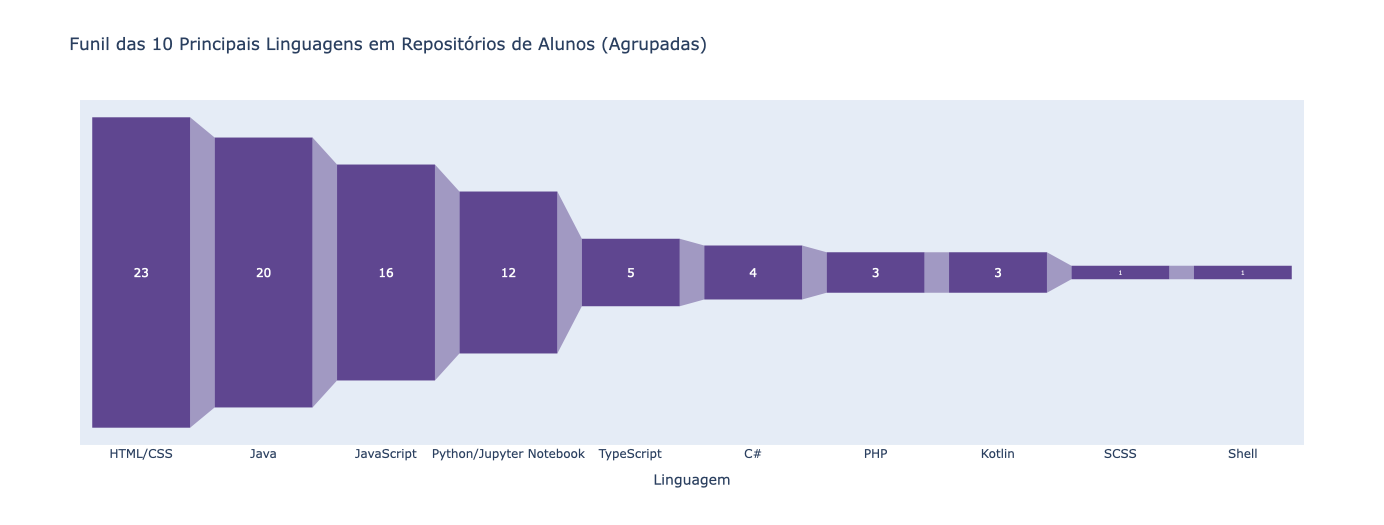 Funil das 10 Principais Linguagens em Repositórios de Alunos (Agrupadas)
23 20 16 12 5 4 3 3 1 1
HTML/CSS Java JavaScript Python/Jupyter Notebook TypeScript C# PHP Kotlin SCSS Shell
Linguagem